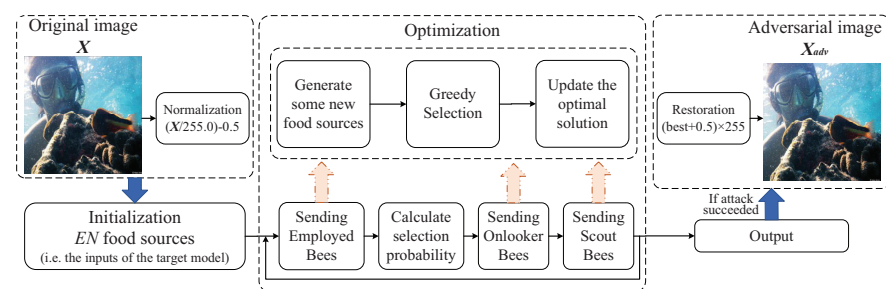 Original image
X
Normalization
(X/255.0)-0.5
Initialization
EN food sources
(i.e. the inputs of the target model)
Optimization
Generate
some new
food sources
Greedy
Selection
Update the
optimal
solution
Sending
Employed
Bees
Calculate
selection
probability
Sending
Onlooker
Bees
Sending
Scout
Bees
Adversarial image
Xadv
Restoration
(best+0.5)×255
If attack
succeeded
Output